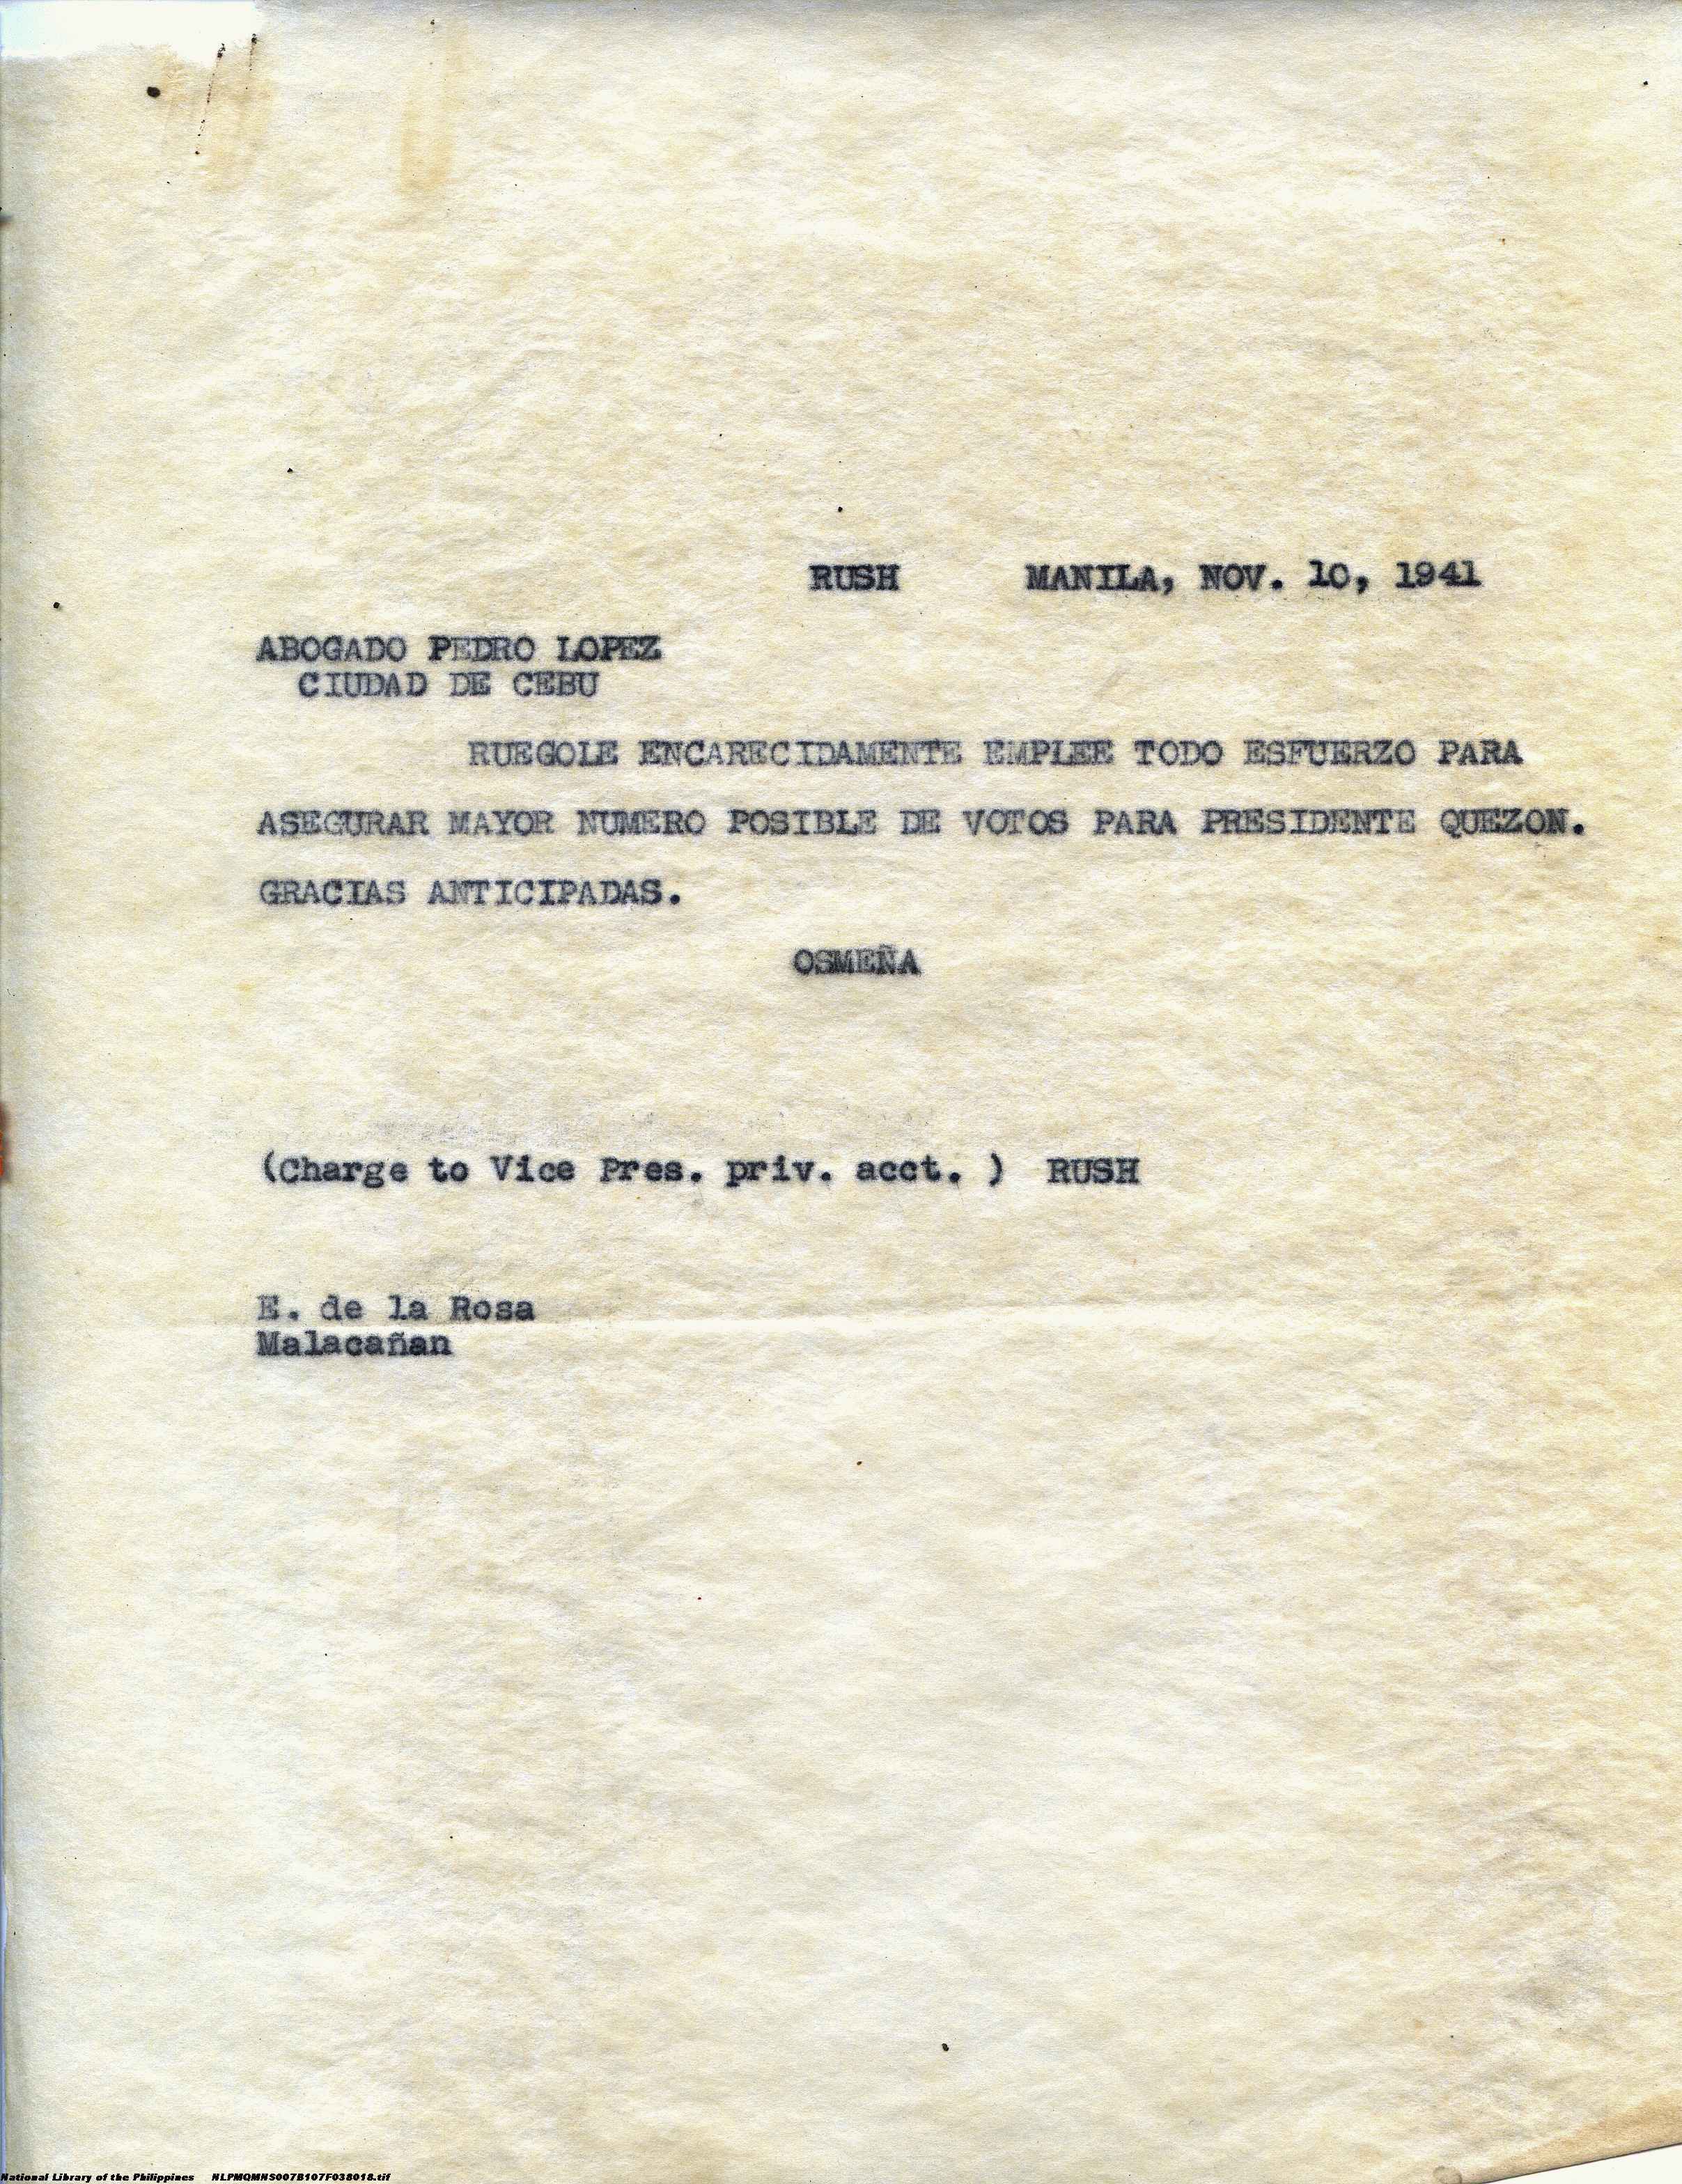 RUSH MANILA, NOV. 10, 1941
ABOGADO PEDRO LOPEZ
CIUDAD DE CEBU
RUEGOLE ENCARECIDAMENTE EMPLEE TODO ESFUERZO PARA
ASEGURAR MAYOR NUMERO POSIBLE DE VOTOS PARA PRESIDENTE QUEZON.
GRACIAS ANTICIPADAS.
OSMEÑA
(Charge to Vice Pres. priv. acct. ) RUSH
E. de la Rosa
Malacañan
National Library of the Philippines NLPMQMNS007B107F038018.tif